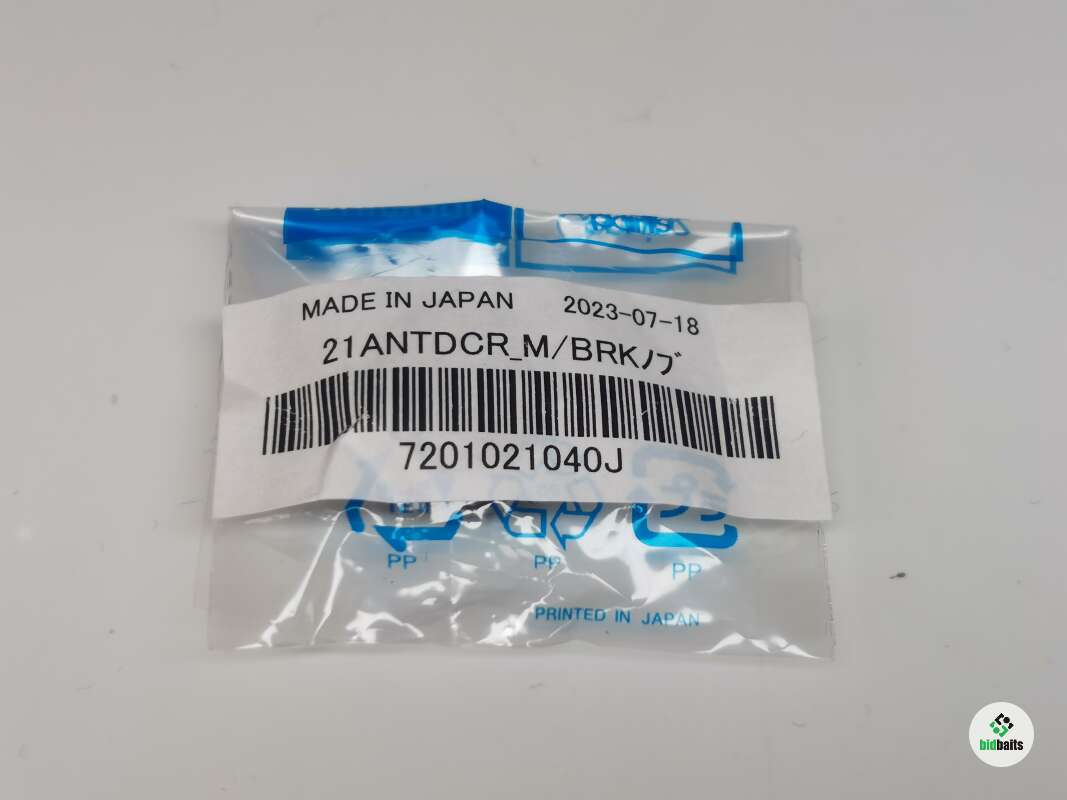 MADE IN JAPAN 2023-07-18
21ANTDCR_M/BRKノブ
7201021040J
PP PP PP
PRINTED IN JAPAN
bidbaits